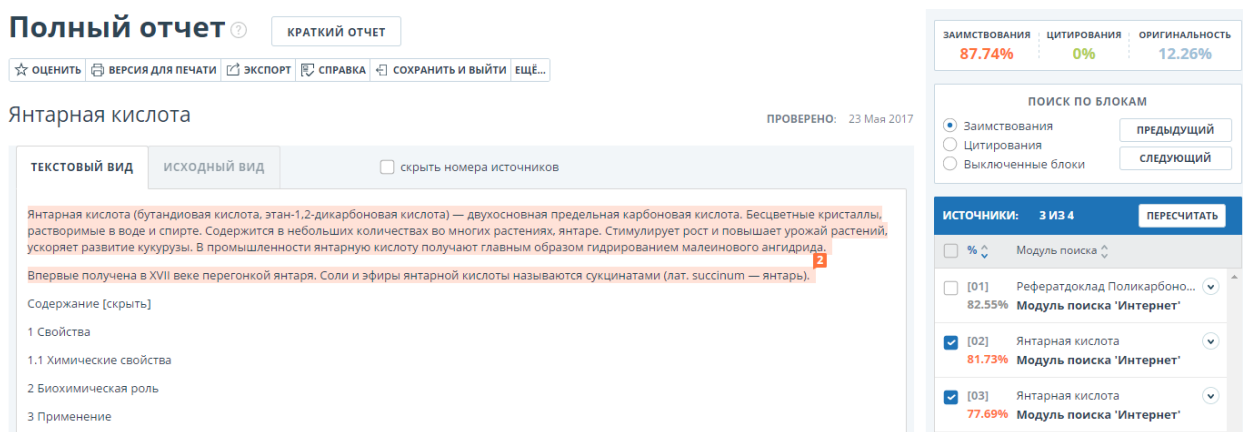 Полный отчет ?
КРАТКИЙ ОТЧЕТ
ОЦЕНИТЬ ВЕРСИЯ ДЛЯ ПЕЧАТИ ЭКСПОРТ СПРАВКА СОХРАНИТЬ И ВЫЙТИ ЕЩЁ...
Янтарная кислота
ПРОВЕРЕНО: 23 Мая 2017
ТЕКСТОВЫЙ ВИД ИСХОДНЫЙ ВИД скрыть номера источников
Янтарная кислота (бутандиовая кислота, этан-1,2-дикарбоновая кислота) — двухосновная предельная карбоновая кислота. Бесцветные кристаллы,
растворимые в воде и спирте. Содержится в небольших количествах во многих растениях, янтаре. Стимулирует рост и повышает урожай растений,
ускоряет развитие кукурузы. В промышленности янтарную кислоту получают главным образом гидрированием малеинового ангидрида.
2
Впервые получена в XVII веке перегонкой янтаря. Соли и эфиры янтарной кислоты называются сукцинатами (лат. succinum — янтарь).
Содержание [скрыть]
1 Свойства
1.1 Химические свойства
2 Биохимическая роль
3 Применение
ЗАИМСТВОВАНИЯ ЦИТИРОВАНИЯ ОРИГИНАЛЬНОСТЬ
87.74% 0% 12.26%
ПОИСК ПО БЛОКАМ
Заимствования ПРЕДЫДУЩИЙ
Цитирования
Выключенные блоки СЛЕДУЮЩИЙ
ИСТОЧНИКИ: 3 ИЗ 4 ПЕРЕСЧИТАТЬ
% Модуль поиска
[01] Рефератдоклад Поликарбоно...
82.55% Модуль поиска 'Интернет'
[02] Янтарная кислота
81.73% Модуль поиска 'Интернет'
[03] Янтарная кислота
77.69% Модуль поиска 'Интернет'